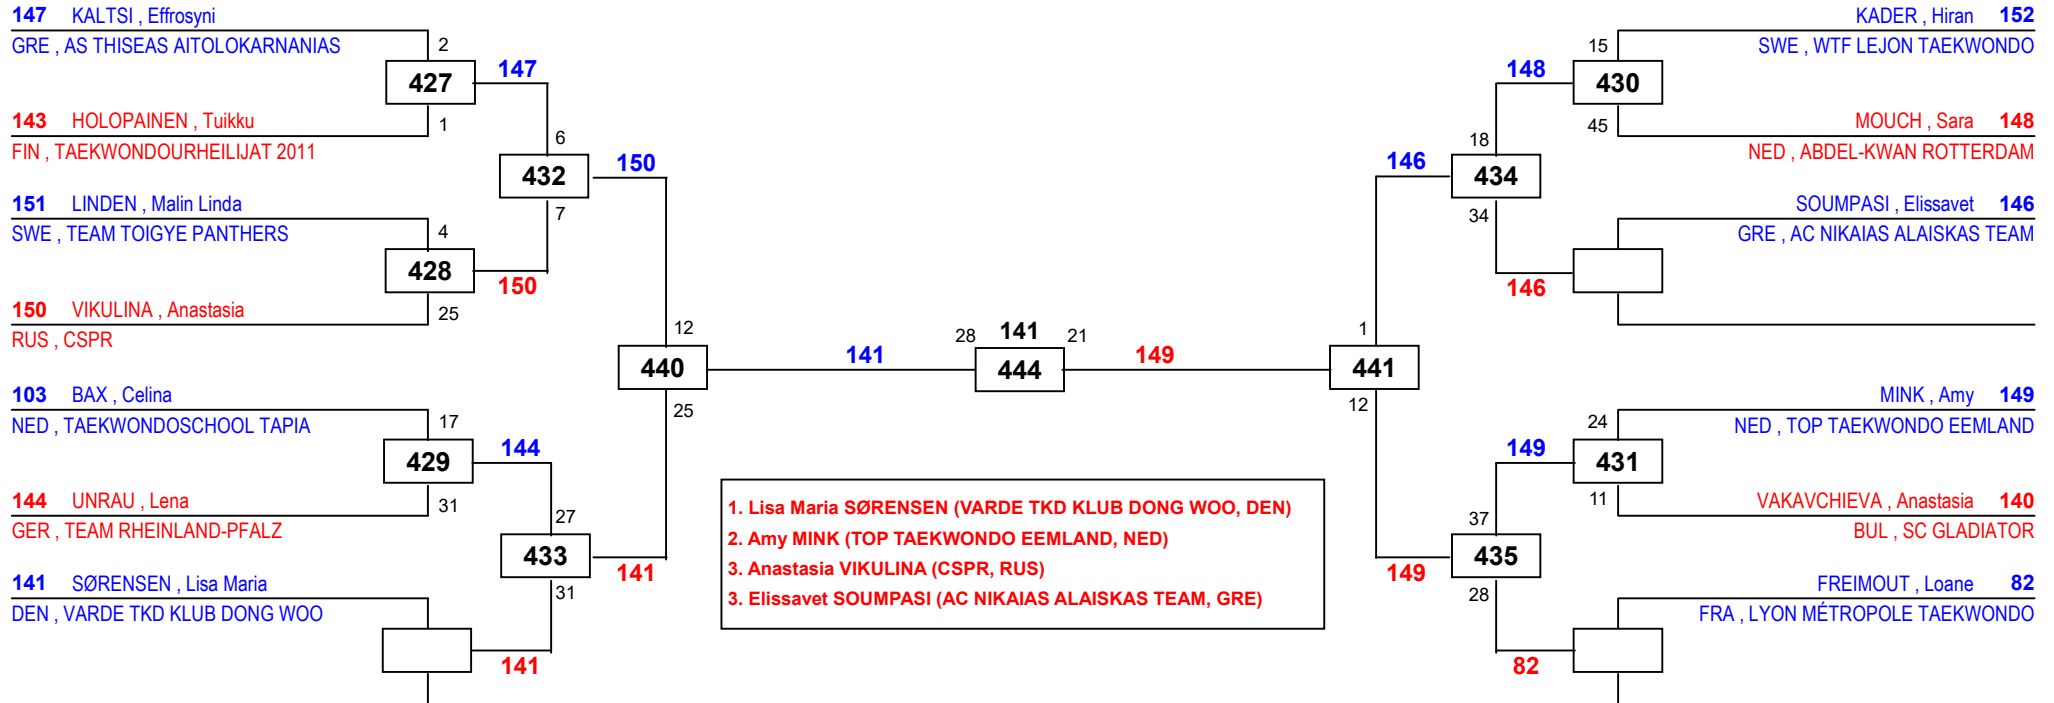 147 KALTSI , Effrosyni
GRE , AS THISEAS AITOLOKARNANIAS
2
427
147
1
143 HOLOPAINEN , Tuikku
FIN , TAEKWONDOURHEILIJAT 2011
6
432
150
7
151 LINDEN , Malin Linda
SWE , TEAM TOIGYE PANTHERS
4
428
150
25
150 VIKULINA , Anastasia
RUS , CSPR
12
440
141
25
103 BAX , Celina
NED , TAEKWONDOSCHOOL TAPIA
17
429
144
31
144 UNRAU , Lena
GER , TEAM RHEINLAND-PFALZ
27
433
141
31
141 SØRENSEN , Lisa Maria
DEN , VARDE TKD KLUB DONG WOO
141
28 141 21
444
149
1. Lisa Maria SØRENSEN (VARDE TKD KLUB DONG WOO, DEN)
2. Amy MINK (TOP TAEKWONDO EEMLAND, NED)
3. Anastasia VIKULINA (CSPR, RUS)
3. Elissavet SOUMPASI (AC NIKAIAS ALAISKAS TEAM, GRE)
KADER , Hiran 152
SWE , WTF LEJON TAEKWONDO
15
148
430
45
MOUCH , Sara 148
NED , ABDEL-KWAN ROTTERDAM
18
146
434
34
SOUMPASI , Elissavet 146
GRE , AC NIKAIAS ALAISKAS TEAM
146
1
441
12
MINK , Amy 149
NED , TOP TAEKWONDO EEMLAND
24
149
431
11
VAKAVCHIEVA , Anastasia 140
BUL , SC GLADIATOR
37
149
435
28
FREIMOUT , Loane 82
FRA , LYON MÉTROPOLE TAEKWONDO
82